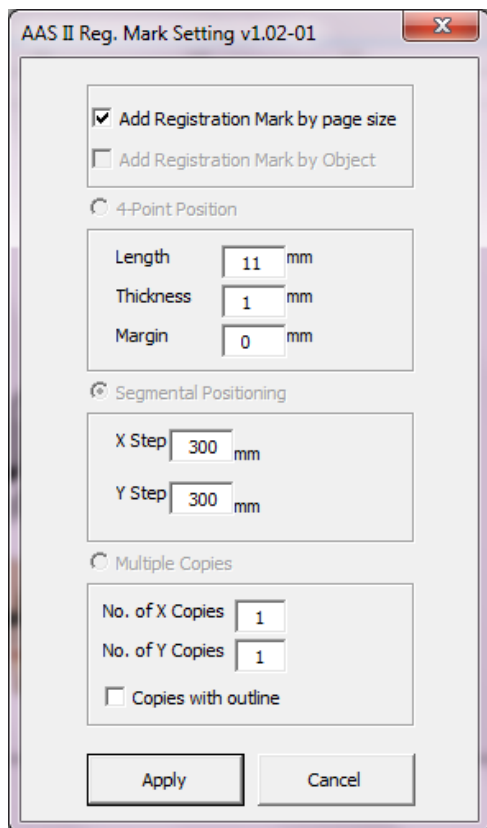 AAS II Reg. Mark Setting v1.02-01
Add Registration Mark by page size
Add Registration Mark by Object
4-Point Position
Length 11 mm
Thickness 1 mm
Margin 0 mm
Segmental Positioning
X Step 300 mm
Y Step 300 mm
Multiple Copies
No. of X Copies 1
No. of Y Copies 1
Copies with outline
Apply Cancel